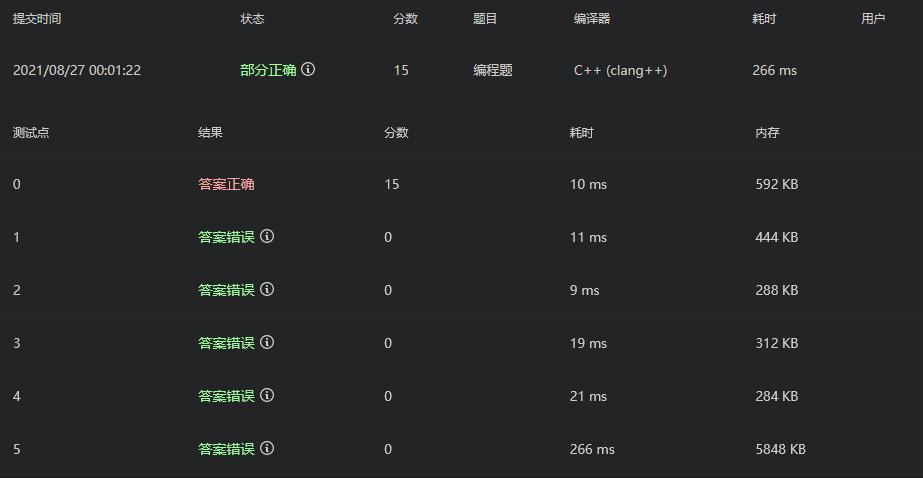 提交时间 状态 分数 题目 编译器 耗时 用户
2021/08/27 00:01:22 部分正确 15 编程题 C++ (clang++) 266 ms
测试点 结果 分数 耗时 内存
0 答案正确 15 10 ms 592 KB
1 答案错误 0 11 ms 444 KB
2 答案错误 0 9 ms 288 KB
3 答案错误 0 19 ms 312 KB
4 答案错误 0 21 ms 284 KB
5 答案错误 0 266 ms 5848 KB